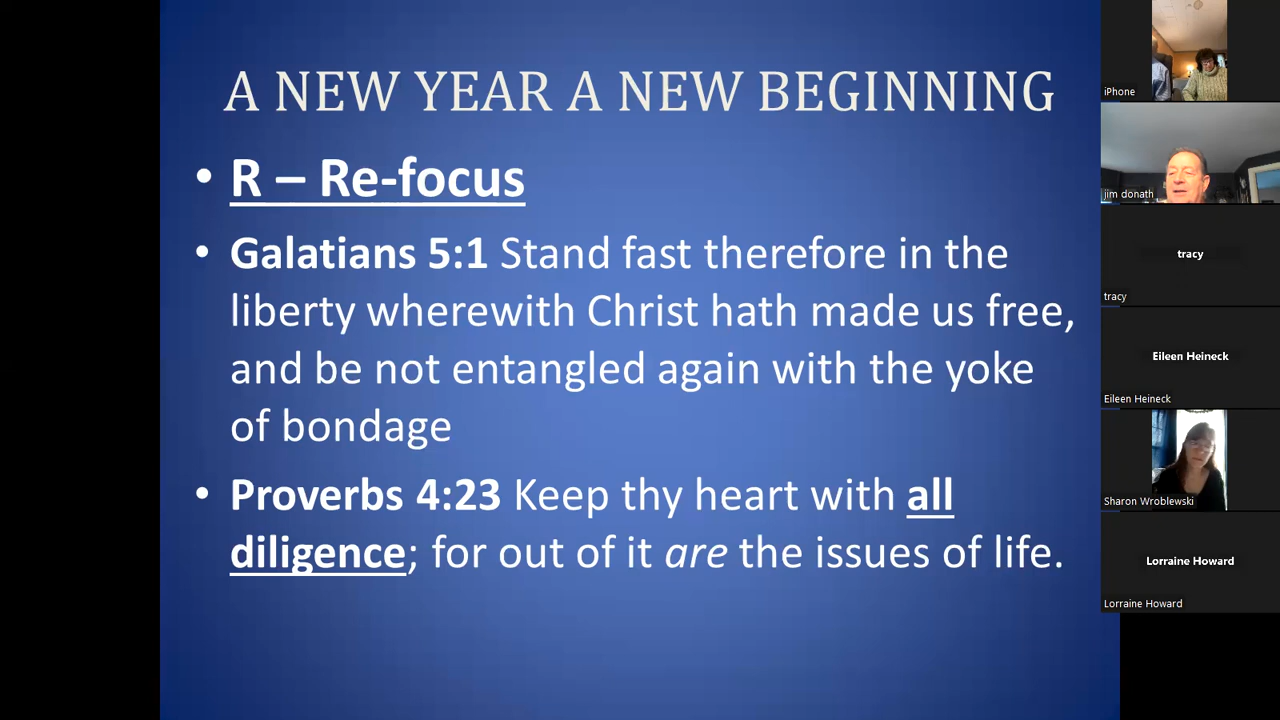 A NEW YEAR A NEW BEGINNING
• R – Re-focus
• Galatians 5:1 Stand fast therefore in the
liberty wherewith Christ hath made us free,
and be not entangled again with the yoke
of bondage
• Proverbs 4:23 Keep thy heart with all
diligence; for out of it are the issues of life.
iPhone
jim donath
tracy
tracy
Eileen Heineck
Eileen Heineck
Sharon Wroblewski
Lorraine Howard
Lorraine Howard